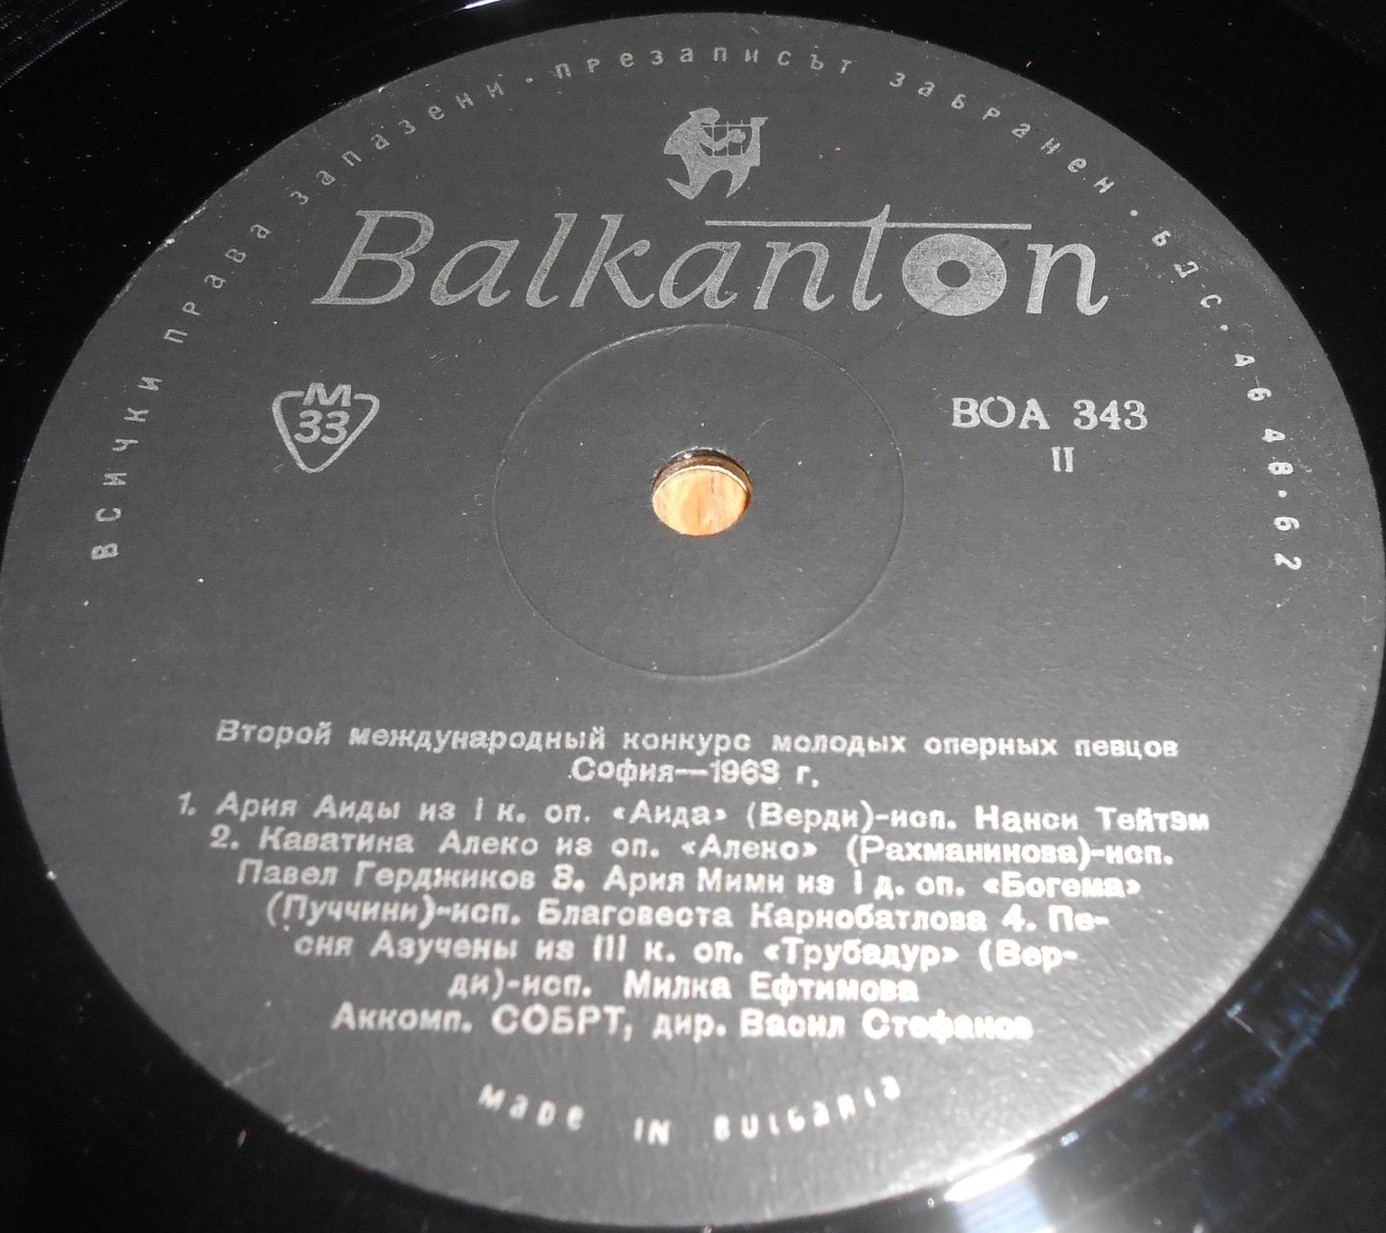 всички права запазени · презаписът забранен · бдс · 4648 · 62
Balkanton
М
33
ВОА 343
II
Второй международный конкурс молодых оперных певцов
София—1963 г.
1. Ария Аиды из I к. оп. «Аида» (Верди)-исп. Нанси Тейтэм
2. Каватина Алеко из оп. «Алеко» (Рахманинова)-исп.
Павел Герджиков 3. Ария Мими из I д. оп. «Богема»
(Пуччини)-исп. Благовеста Карнобатлова 4. Пе-
сня Азучены из III к. оп. «Трубадур» (Вер-
ди)-исп. Милка Ефтимова
Аккомп. СОБРТ, дир. Васил Стефанов
Made in Bulgaria